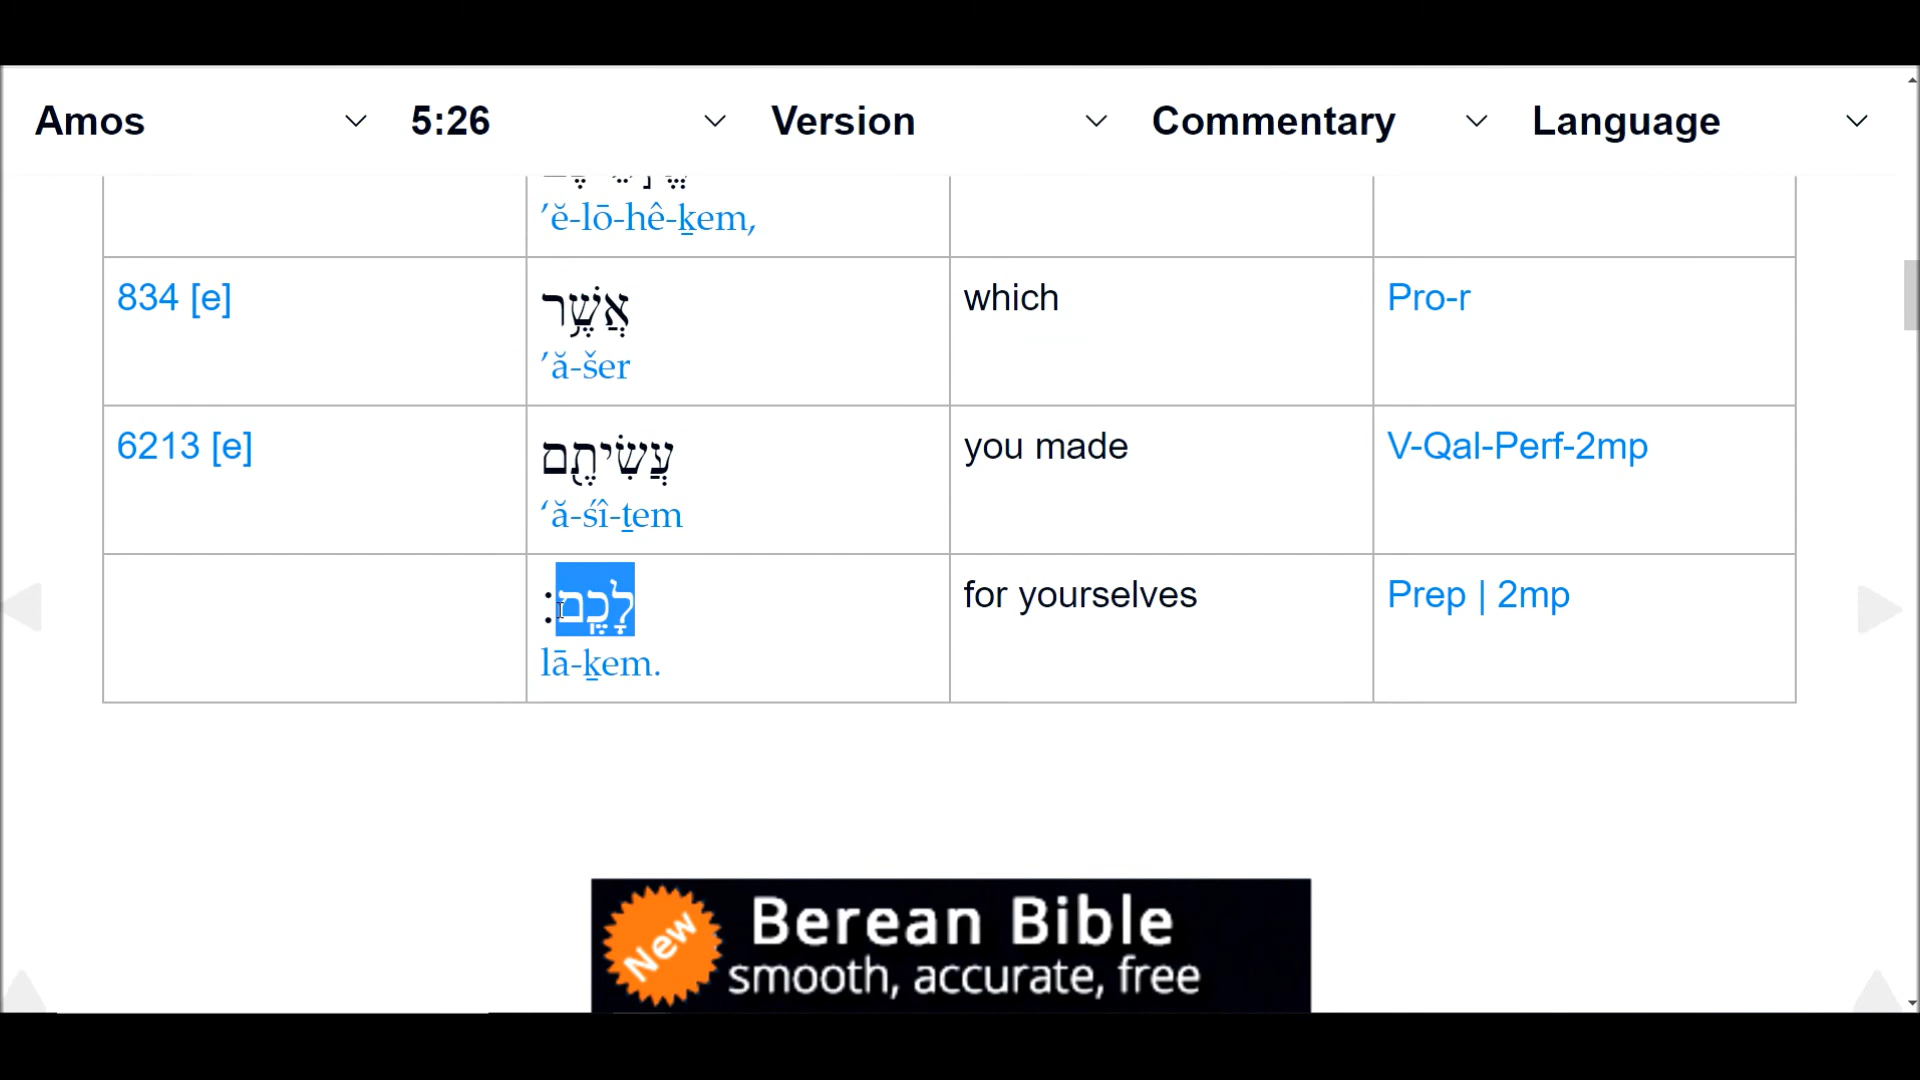 Amos 5:26 Version Commentary Language
’ĕ-lō-hê-ḵem,
834 [e] אֲשֶׁ֥ר which Pro-r
’ă-šer
6213 [e] עֲשִׂיתֶ֖ם you made V-Qal-Perf-2mp
‘ă-śî-ṯem
לָכֶֽם׃ for yourselves Prep | 2mp
lā-ḵem.
New
Berean Bible
smooth, accurate, free